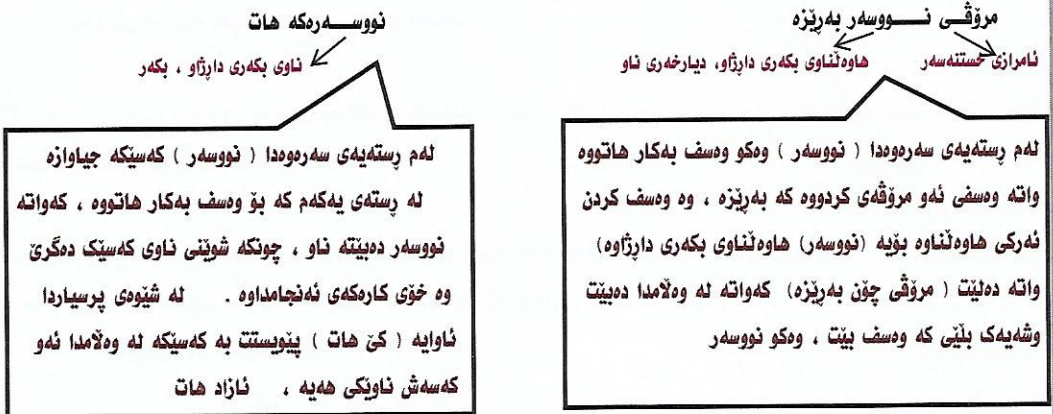 مرۆڤی نووسەر بەڕێزە
ئامرازی خستنەسەر
هاوەڵناوی بکەری داڕژاو، دیارخەری ناو
لەم ڕستەیەی سەرەوەدا ( نووسەر ) وەکو وەسف بەکار هاتووە
واتە وەسفی ئەو مرۆڤەی کردووە کە بەڕێزە ، وە وەسف کردن
ئەرکی هاوەڵناوە بۆیە (نووسەر) هاوەڵناوی بکەری داڕژاوە)
واتە دەلێت ( مرۆڤی چۆن بەڕێزە) کەواتە لە وەڵامدا دەبێت
وشەیەک بڵێی کە وەسف بێت ، وەکو نووسەر
نووسەرەکە هات
ناوی بکەری داڕژاو ، بکەر
لەم ڕستەیەی سەرەوەدا ( نووسەر ) کەسێکە جیاوازە
لە ڕستەی یەکەم کە بۆ وەسف بەکار هاتووە ، کەواتە
نووسەر دەبێتە ناو ، چونکە شوێنی ناوی کەسێک دەگرێ
وە خۆی کارەکەی ئەنجامداوە . لە شێوەی پرسیاردا
ئاوایە ( کێ هات ) پێویستت بە کەسێکە لە وەڵامدا ئەو
کەسەش ناوێکی هەیە ، ئازاد هات